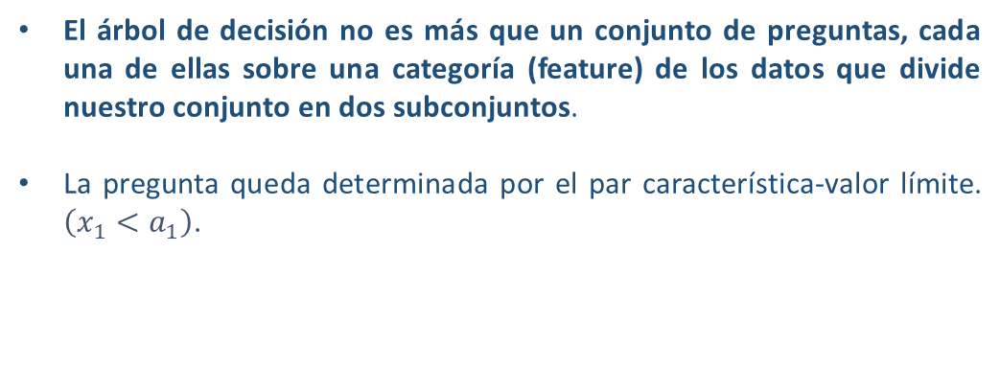 • El árbol de decisión no es más que un conjunto de preguntas, cada
una de ellas sobre una categoría (feature) de los datos que divide
nuestro conjunto en dos subconjuntos.
• La pregunta queda determinada por el par característica-valor límite.
(x₁ < a₁).